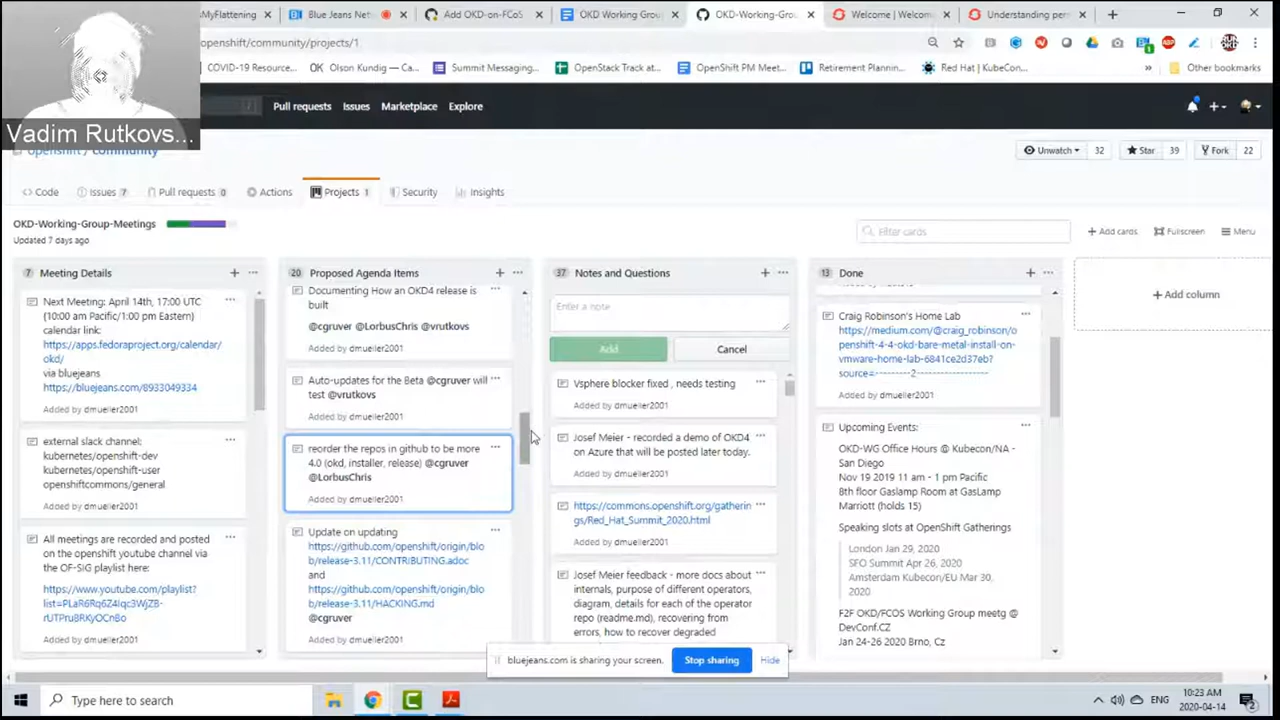 MyFlattening
Blue Jeans Net
Add OKD-on-FCoS
OKD Working Grou
OKD-Working-Gro
Welcome | Welcom
Understanding per
openshift/community/projects/1
COVID-19 Resource...
OK Olson Kundig — Ca...
Summit Messaging...
OpenStack Track at...
OpenShift PM Meet...
Retirement Plannin...
Red Hat | KubeCon...
»
Other bookmarks
Vadim Rutkovs...
/
Pull requests
Issues
Marketplace
Explore
openshift / community
Unwatch 32
Star 39
Fork 22
Code
Issues 7
Pull requests 0
Actions
Projects 1
Security
Insights
OKD-Working-Group-Meetings
Updated 7 days ago
Filter cards
+ Add cards
Fullscreen
Menu
7 Meeting Details
Next Meeting: April 14th, 17:00 UTC
(10:00 am Pacific/1:00 pm Eastern)
calendar link:
https://apps.fedoraproject.org/calendar/
okd/
via bluejeans
https://bluejeans.com/8933049334
Added by dmueller2001
external slack channel:
kubernetes/openshift-dev
kubernetes/openshift-user
openshiftcommons/general
Added by dmueller2001
All meetings are recorded and posted
on the openshift youtube channel via
the OF-SIG playlist here:
https://www.youtube.com/playlist?
list=PLaR6Rq6Z4Iqc3WjZB-
rUTPru8RKyOCnBo
Added by dmueller2001
20 Proposed Agenda Items
Documenting How an OKD4 release is
built
@cgruver @LorbusChris @vrutkovs
Added by dmueller2001
Auto-updates for the Beta @cgruver will
test @vrutkovs
Added by dmueller2001
reorder the repos in github to be more
4.0 (okd, installer, release) @cgruver
@LorbusChris
Added by dmueller2001
Update on updating
https://github.com/openshift/origin/blo
b/release-3.11/CONTRIBUTING.adoc
and
https://github.com/openshift/origin/blo
b/release-3.11/HACKING.md
@cgruver
Added by dmueller2001
37 Notes and Questions
Enter a note
Add
Cancel
Vsphere blocker fixed , needs testing
Added by dmueller2001
Josef Meier - recorded a demo of OKD4
on Azure that will be posted later today.
Added by dmueller2001
https://commons.openshift.org/gatherin
gs/Red_Hat_Summit_2020.html
Added by dmueller2001
Josef Meier feedback - more docs about
internals, purpose of different operators,
diagram, details for each of the operator
repo (readme.md), recovering from
errors, how to recover degraded
13 Done
Craig Robinson's Home Lab
https://medium.com/@craig_robinson/o
penshift-4-4-okd-bare-metal-install-on-
vmware-home-lab-6841ce2d37eb?
source=---------2------------------
Added by dmueller2001
Upcoming Events:
OKD-WG Office Hours @ Kubecon/NA -
San Diego
Nov 19 2019 11 am - 1 pm Pacific
8th floor Gaslamp Room at GasLamp
Marriott (holds 15)
Speaking slots at OpenShift Gatherings
London Jan 29, 2020
SFO Summit Apr 26, 2020
Amsterdam Kubecon/EU Mar 30,
2020
F2F OKD/FCOS Working Group meetg @
DevConf.CZ
Jan 24-26 2020 Brno, Cz
+ Add column
bluejeans.com is sharing your screen.
Stop sharing
Hide
Type here to search
ENG
10:23 AM
2020-04-14
2